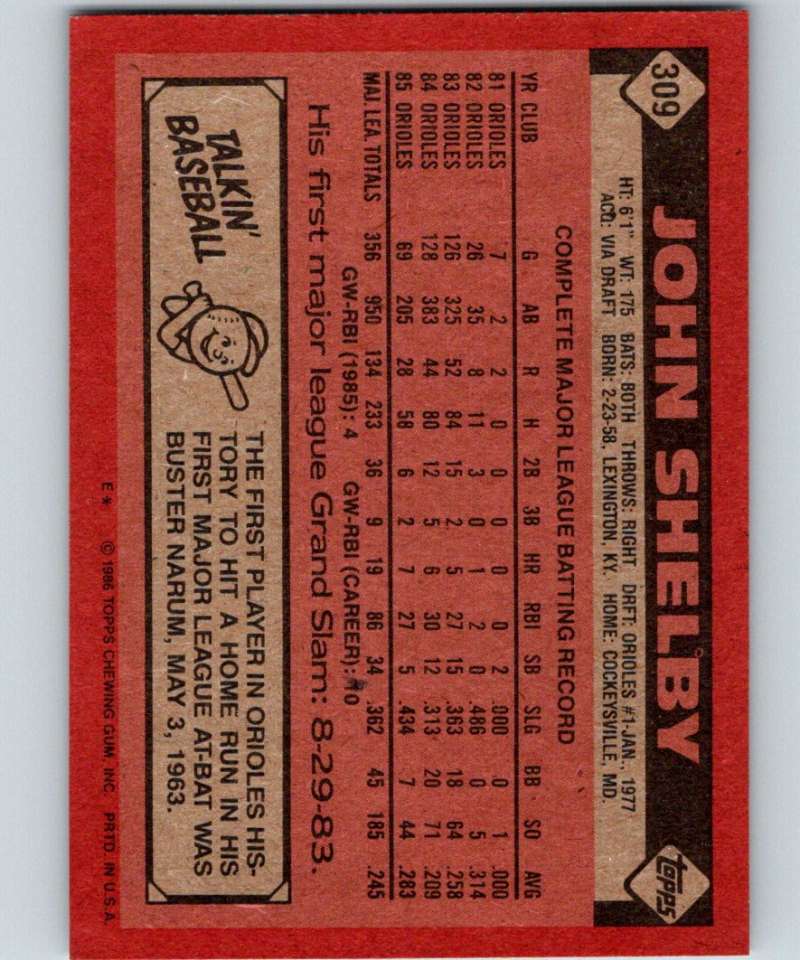 309
JOHN SHELBY
topps
HT: 6'1" WT: 175 BATS: BOTH THROWS: RIGHT DRFT: ORIOLES #1-JAN., 1977
ACQ: VIA DRAFT BORN: 2-23-58, LEXINGTON, KY. HOME: COCKEYSVILLE, MD.
COMPLETE MAJOR LEAGUE BATTING RECORD
YR CLUB G AB R H 2B 3B HR RBI SB SLG BB SO AVG
81 ORIOLES 7 2 2 0 0 0 0 0 2 .000 0 1 .000
82 ORIOLES 26 35 8 11 3 0 1 2 0 .486 0 5 .314
83 ORIOLES 126 325 52 84 15 2 5 27 15 .363 18 64 .258
84 ORIOLES 128 383 44 80 12 5 6 30 12 .313 20 71 .209
85 ORIOLES 69 205 28 58 6 2 7 27 5 .434 7 44 .283
MAJ. LEA. TOTALS 356 950 134 233 36 9 19 86 34 .362 45 185 .245
GW-RBI (1985): 4 GW-RBI (CAREER): 10
His first major league Grand Slam: 8-29-83.
TALKIN'
BASEBALL
THE FIRST PLAYER IN ORIOLES HIS-
TORY TO HIT A HOME RUN IN HIS
FIRST MAJOR LEAGUE AT-BAT WAS
BUSTER NARUM, MAY 3, 1963.
E* © 1986 TOPPS CHEWING GUM, INC. PRTD. IN U.S.A.